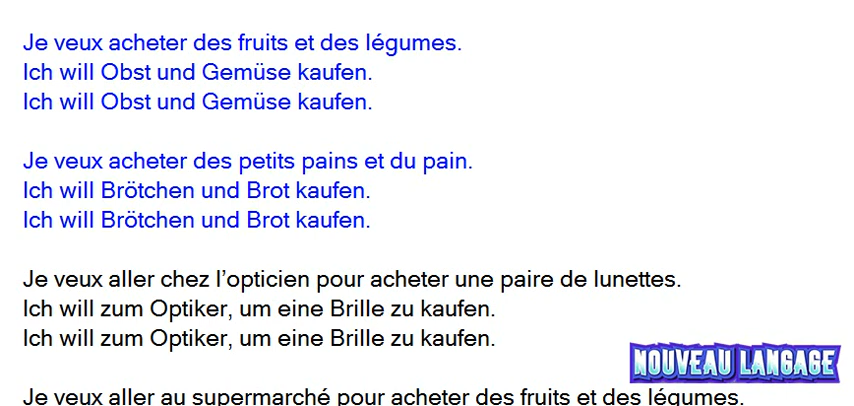 Je veux acheter des fruits et des légumes.
Ich will Obst und Gemüse kaufen.
Ich will Obst und Gemüse kaufen.
Je veux acheter des petits pains et du pain.
Ich will Brötchen und Brot kaufen.
Ich will Brötchen und Brot kaufen.
Je veux aller chez l’opticien pour acheter une paire de lunettes.
Ich will zum Optiker, um eine Brille zu kaufen.
Ich will zum Optiker, um eine Brille zu kaufen.
NOUVEAU LANGAGE
Je veux aller au supermarché pour acheter des fruits et des légumes.